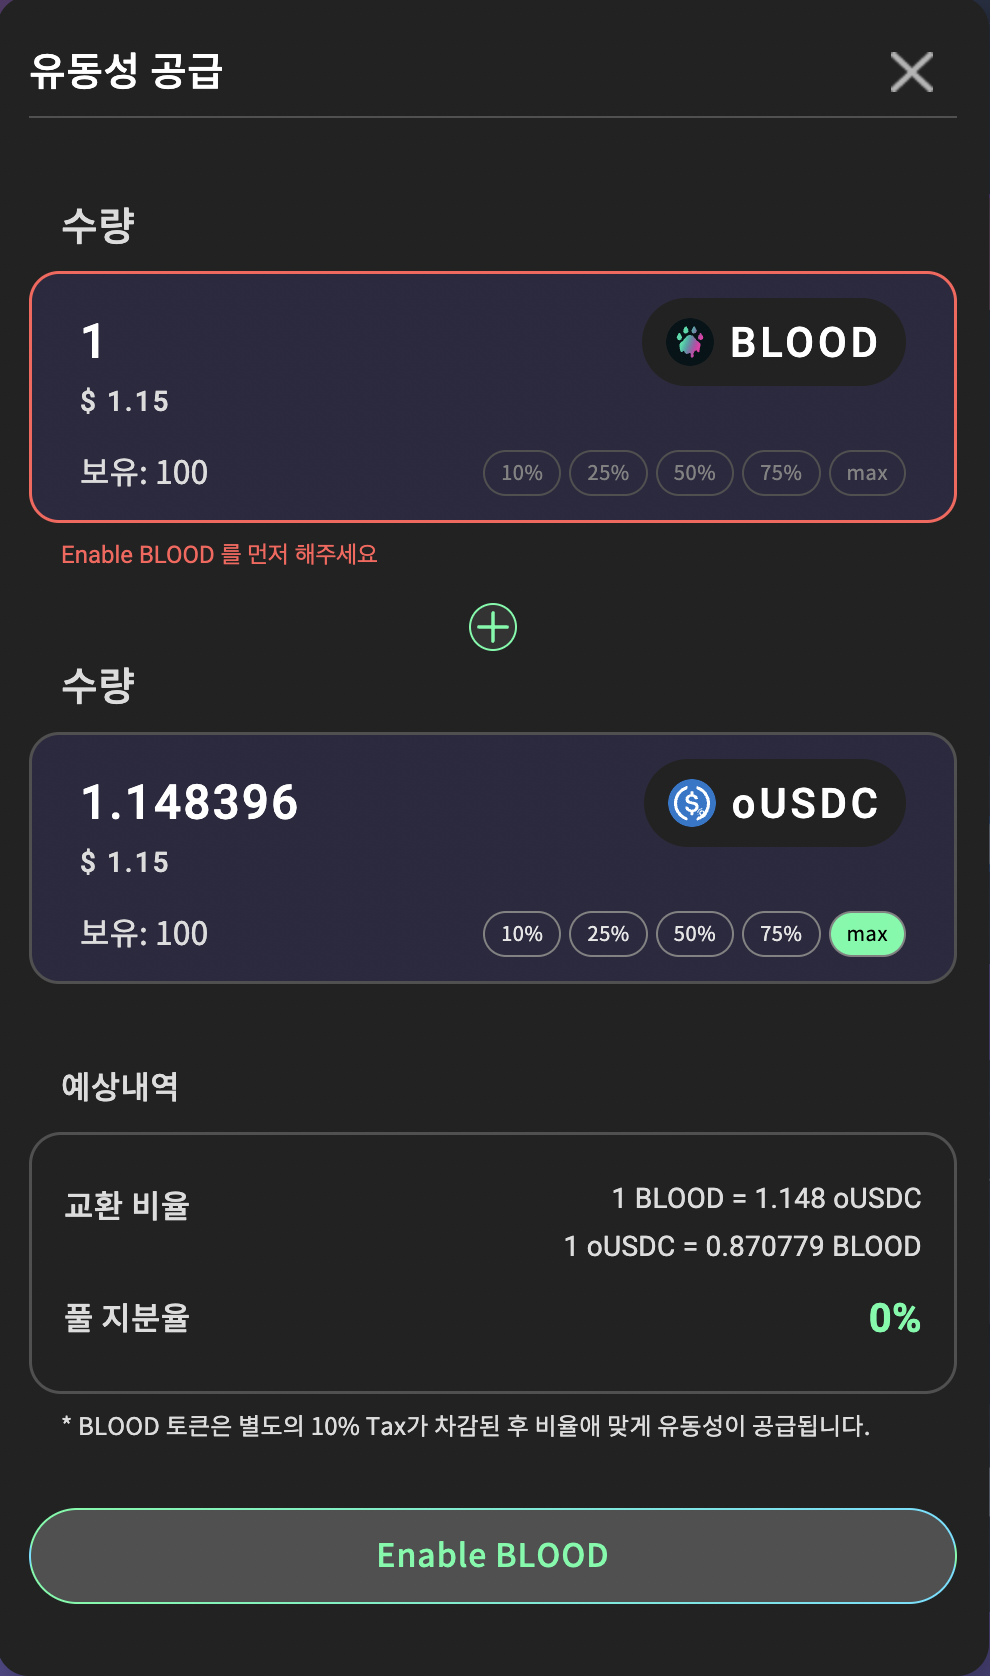 유동성 공급
수량
1
BLOOD
$ 1.15
보유: 100
10% 25% 50% 75% max
Enable BLOOD 를 먼저 해주세요
수량
1.148396
oUSDC
$ 1.15
보유: 100
10% 25% 50% 75% max
예상내역
교환 비율
1 BLOOD = 1.148 oUSDC
1 oUSDC = 0.870779 BLOOD
풀 지분율
0%
* BLOOD 토큰은 별도의 10% Tax가 차감된 후 비율애 맞게 유동성이 공급됩니다.
Enable BLOOD